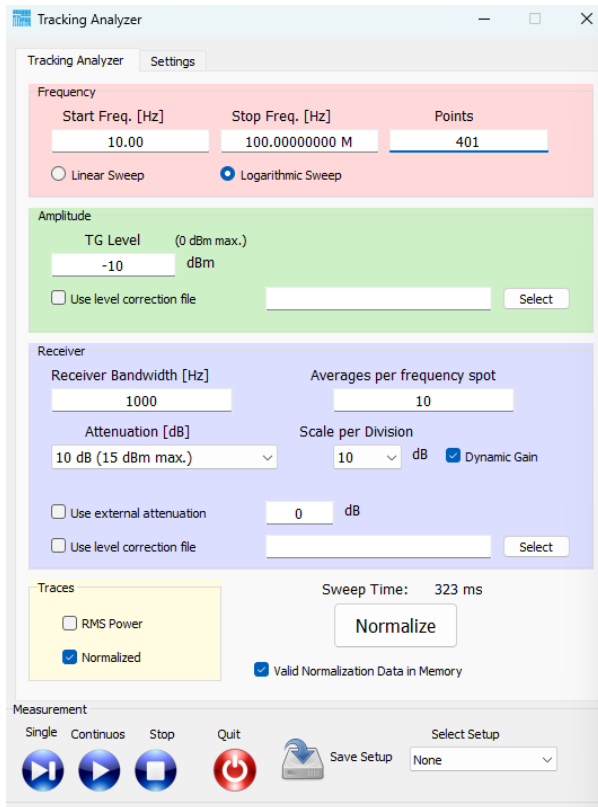 Tracking Analyzer
Tracking Analyzer Settings
Frequency
Start Freq. [Hz] Stop Freq. [Hz] Points
10.00 100.00000000 M 401
Linear Sweep Logarithmic Sweep
Amplitude
TG Level (0 dBm max.)
-10 dBm
Use level correction file Select
Receiver
Receiver Bandwidth [Hz] Averages per frequency spot
1000 10
Attenuation [dB] Scale per Division
10 dB (15 dBm max.) 10 dB Dynamic Gain
Use external attenuation 0 dB
Use level correction file Select
Traces Sweep Time: 323 ms
RMS Power Normalize
Normalized Valid Normalization Data in Memory
Measurement
Single Continuos Stop Quit Select Setup
Save Setup None